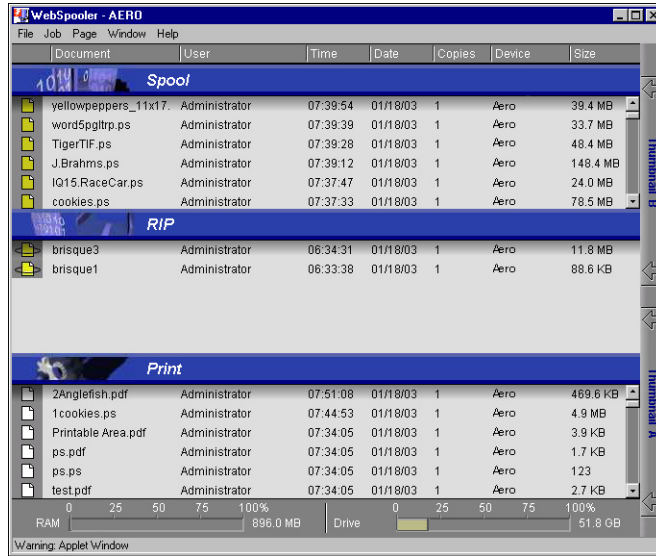 WebSpooler - AERO
File Job Page Window Help
Document User Time Date Copies Device Size
Spool
yellowpeppers_11x17. Administrator 07:39:54 01/18/03 1 Aero 39.4 MB
word5pgltrp.ps Administrator 07:39:39 01/18/03 1 Aero 33.7 MB
TigerTIF.ps Administrator 07:39:28 01/18/03 1 Aero 48.4 MB
J.Brahms.ps Administrator 07:39:12 01/18/03 1 Aero 148.4 MB
IQ15.RaceCar.ps Administrator 07:37:47 01/18/03 1 Aero 24.0 MB
cookies.ps Administrator 07:37:33 01/18/03 1 Aero 78.5 MB
Thumbnail B
RIP
brisque3 Administrator 06:34:31 01/18/03 1 Aero 11.8 MB
brisque1 Administrator 06:33:38 01/18/03 1 Aero 88.6 KB
Print
2Anglefish.pdf Administrator 07:51:08 01/18/03 1 Aero 469.6 KB
1cookies.ps Administrator 07:44:53 01/18/03 1 Aero 4.9 MB
Printable Area.pdf Administrator 07:34:05 01/18/03 1 Aero 3.9 KB
ps.pdf Administrator 07:34:05 01/18/03 1 Aero 1.7 KB
ps.ps Administrator 07:34:05 01/18/03 1 Aero 123
test.pdf Administrator 07:34:05 01/18/03 1 Aero 2.7 KB
Thumbnail A
0 25 50 75 100% 0 25 50 75 100%
RAM 896.0 MB Drive 51.8 GB
Warning: Applet Window